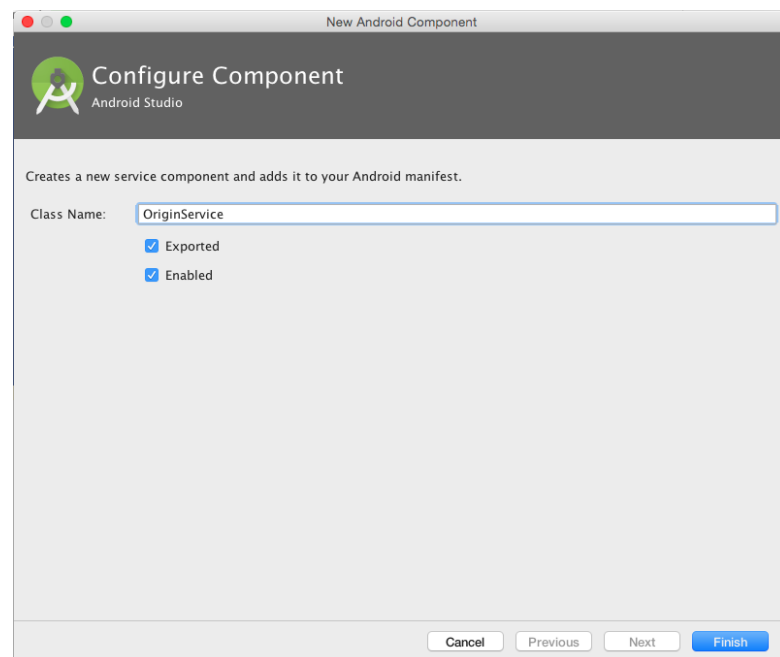 New Android Component
Configure Component
Android Studio
Creates a new service component and adds it to your Android manifest.
Class Name: OriginService
Exported
Enabled
Cancel Previous Next Finish